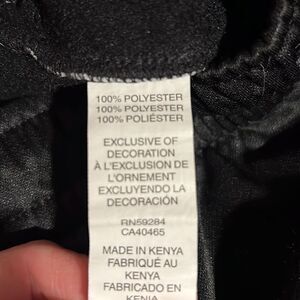 100% POLYESTER
100% POLYESTER
100% POLIÉSTER
EXCLUSIVE OF
DECORATION
À L'EXCLUSION DE
L'ORNEMENT
EXCLUYENDO LA
DECORACIÓN
RN59284
CA40465
MADE IN KENYA
FABRIQUÉ AU
KENYA
FABRICADO EN
KENIA